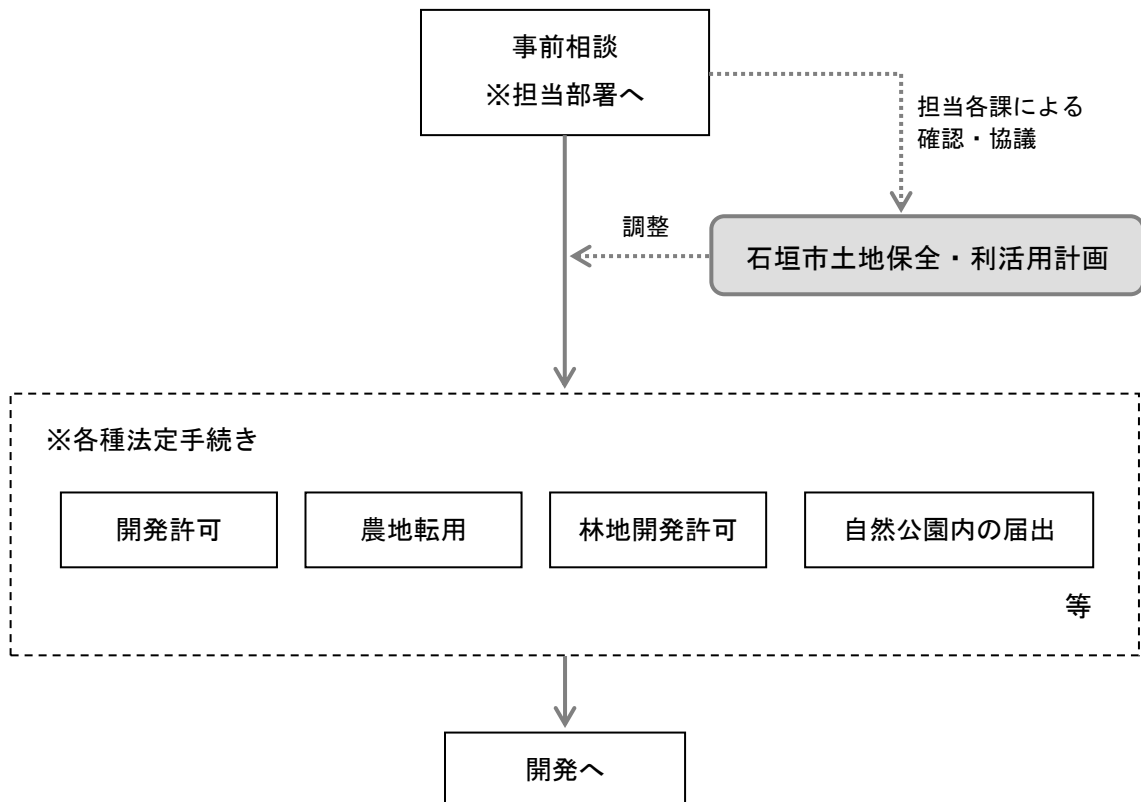 事前相談
※担当部署へ
担当各課による
確認・協議
調整
石垣市土地保全・利活用計画
※各種法定手続き
開発許可
農地転用
林地開発許可
自然公園内の届出
等
開発へ